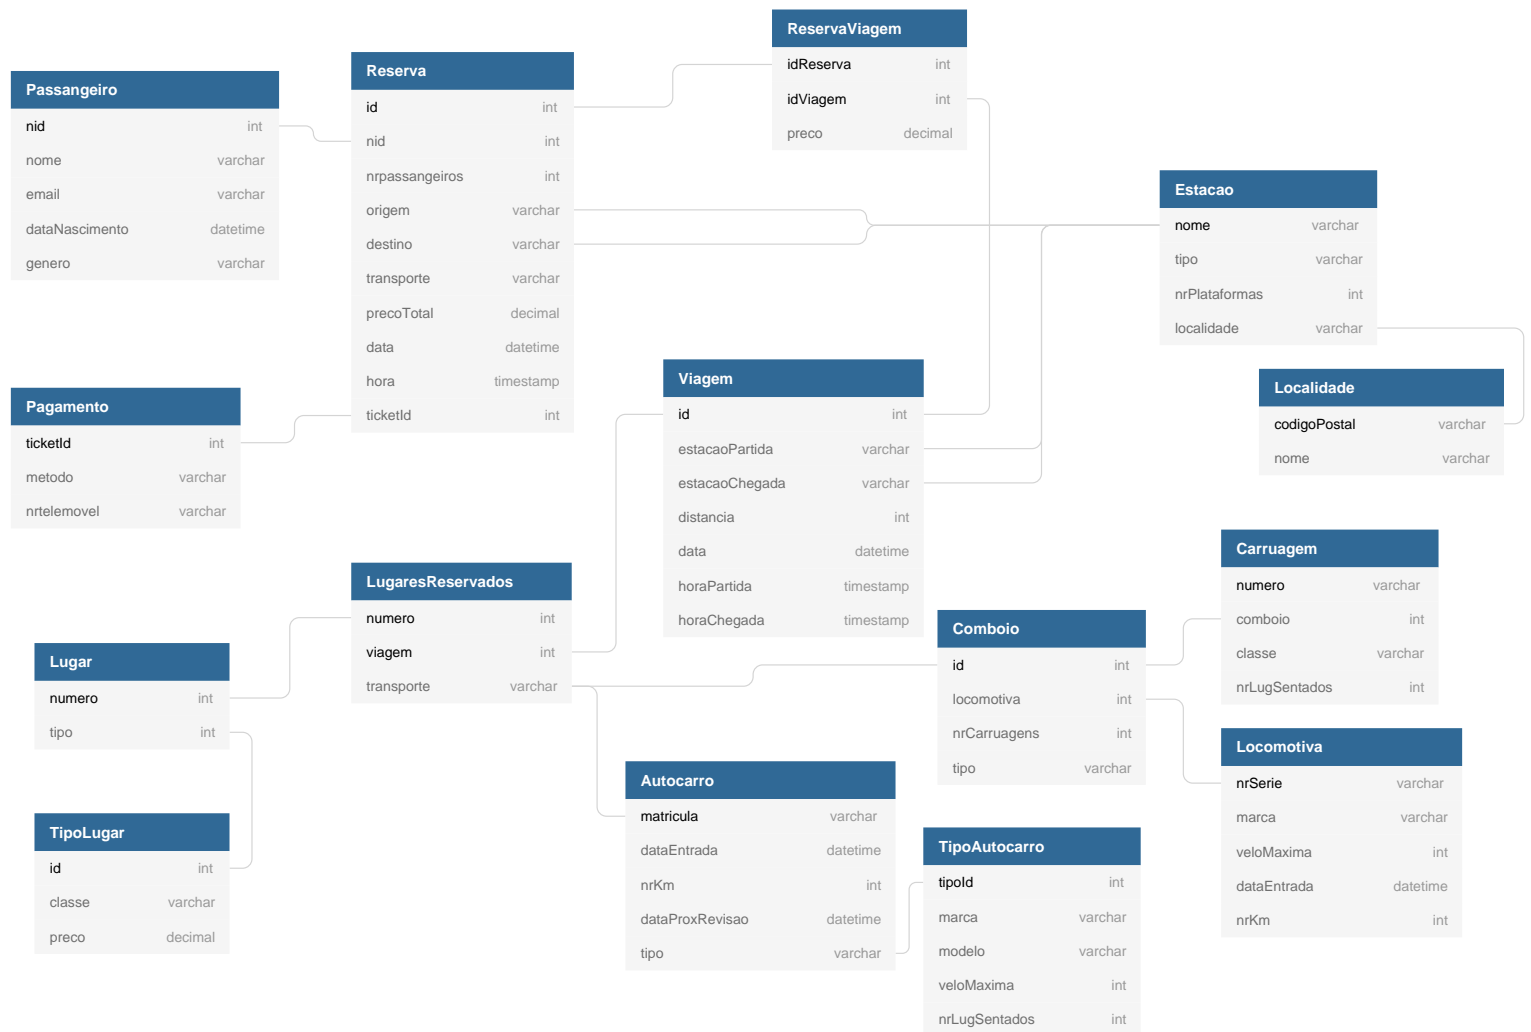 Passangeiro
nid int
nome varchar
email varchar
dataNascimento datetime
genero varchar
Reserva
id int
nid int
nrpassangeiros int
origem varchar
destino varchar
transporte varchar
precoTotal decimal
data datetime
hora timestamp
ticketId int
ReservaViagem
idReserva int
idViagem int
preco decimal
Estacao
nome varchar
tipo varchar
nrPlataformas int
localidade varchar
Localidade
codigoPostal varchar
nome varchar
Pagamento
ticketId int
metodo varchar
nrtelemovel varchar
Viagem
id int
estacaoPartida varchar
estacaoChegada varchar
distancia int
data datetime
horaPartida timestamp
horaChegada timestamp
LugaresReservados
numero int
viagem int
transporte varchar
Lugar
numero int
tipo int
TipoLugar
id int
classe varchar
preco decimal
Comboio
id int
locomotiva int
nrCarruagens int
tipo varchar
Carruagem
numero varchar
comboio int
classe varchar
nrLugSentados int
Locomotiva
nrSerie varchar
marca varchar
veloMaxima int
dataEntrada datetime
nrKm int
Autocarro
matricula varchar
dataEntrada datetime
nrKm int
dataProxRevisao datetime
tipo varchar
TipoAutocarro
tipoId int
marca varchar
modelo varchar
veloMaxima int
nrLugSentados int